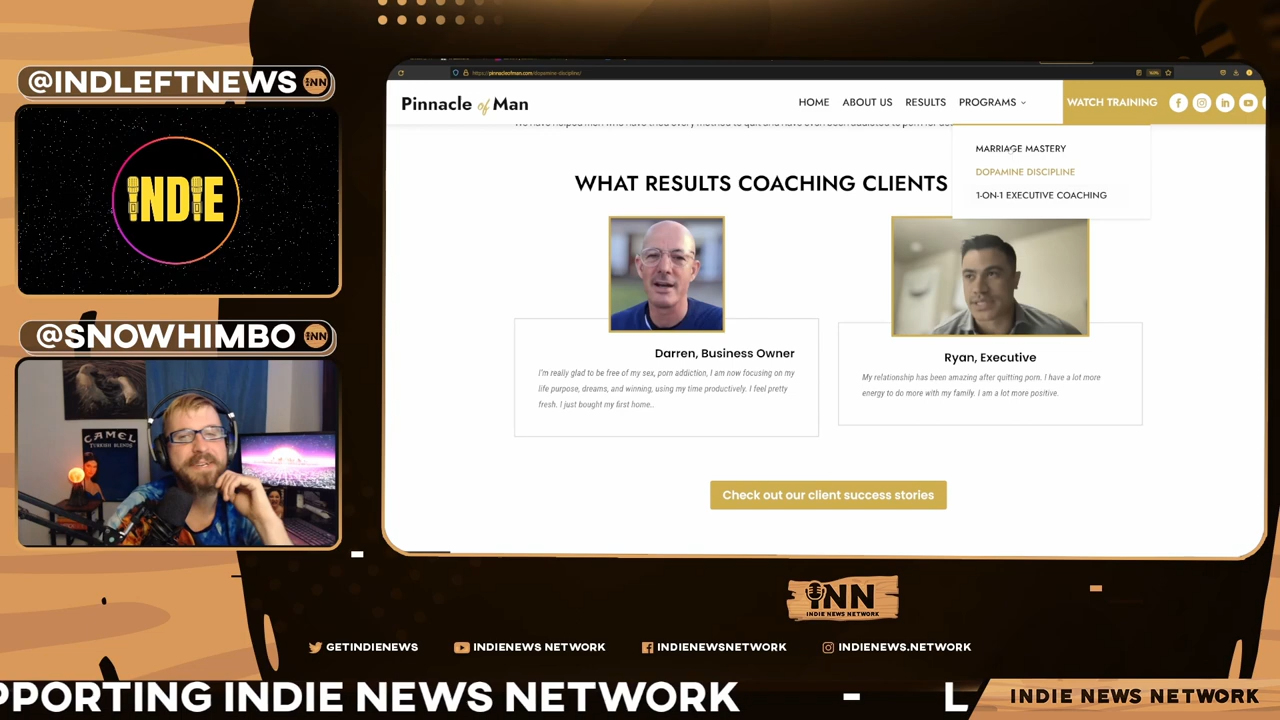 @INDLEFTNEWS INN
INDIE
@SNOWHIMBO INN
CAMEL
TURKISH BLENDS
https://pinnacleofman.com/dopamine-discipline/
Pinnacle of Man
HOME ABOUT US RESULTS PROGRAMS WATCH TRAINING
MARRIAGE MASTERY
DOPAMINE DISCIPLINE
1-ON-1 EXECUTIVE COACHING
WHAT RESULTS COACHING CLIENTS
Darren, Business Owner
I'm really glad to be free of my sex, porn addiction, I am now focusing on my
life purpose, dreams, and winning, using my time productively. I feel pretty
fresh. I just bought my first home..
Ryan, Executive
My relationship has been amazing after quitting porn. I have a lot more
energy to do more with my family. I am a lot more positive.
Check out our client success stories
INN
INDIE NEWS NETWORK
GETINDIENEWS INDIENEWS NETWORK INDIENEWSNETWORK INDIENEWS.NETWORK
PPORTING INDIE NEWS NETWORK - L
INDIE NEWS NETWORK